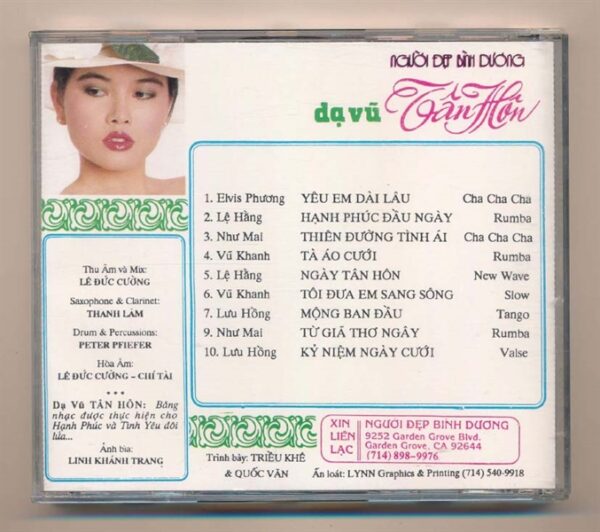 NGƯỜI ĐẸP BÌNH DƯƠNG
dạ vũ TÂN HÔN
1. Elvis Phương YÊU EM DÀI LÂU Cha Cha Cha
2. Lệ Hằng HẠNH PHÚC ĐẦU NGÀY Rumba
3. Như Mai THIÊN ĐƯỜNG TÌNH ÁI Cha Cha Cha
4. Vũ Khanh TÀ ÁO CƯỚI Rumba
5. Lệ Hằng NGÀY TÂN HÔN New Wave
6. Vũ Khanh TÔI ĐƯA EM SANG SÔNG Slow
7. Lưu Hồng MỘNG BAN ĐẦU Tango
9. Như Mai TỪ GIÃ THƠ NGÂY Rumba
10. Lưu Hồng KỶ NIỆM NGÀY CƯỚI Valse
Thu Âm và Mix:
LÊ ĐỨC CƯỜNG
Saxophone & Clarinet:
THANH LÂM
Drum & Percussions:
PETER PFIEFER
Hòa Âm:
LÊ ĐỨC CƯỜNG – CHÍ TÀI
Dạ Vũ TÂN HÔN: Băng
nhạc được thực hiện cho
Hạnh Phúc và Tình Yêu đôi
lứa...
Ảnh bìa:
LINH KHÁNH TRANG
Trình bày: TRIỀU KHÊ
& QUỐC VĂN
XIN
LIÊN
LẠC
NGƯỜI ĐẸP BÌNH DƯƠNG
9252 Garden Grove Blvd.
Garden Grove, CA 92644
(714) 898-9976
Ấn loát: LYNN Graphics & Printing (714) 540-9918